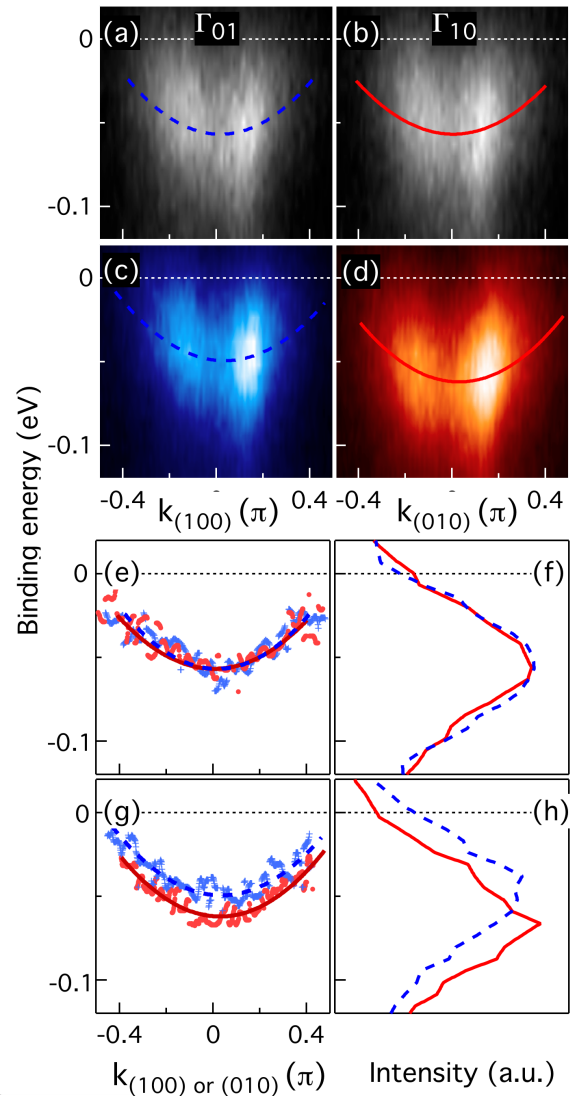 (a) Γ01 (b) Γ10
0
-0.1
(c) (d)
0
-0.1
-0.4 0.4 -0.4 0.4
k(100) (π) k(010) (π)
Binding energy (eV)
(e) (f)
0
-0.1
(g) (h)
0
-0.1
-0.4 0 0.4
k(100) or (010) (π) Intensity (a.u.)